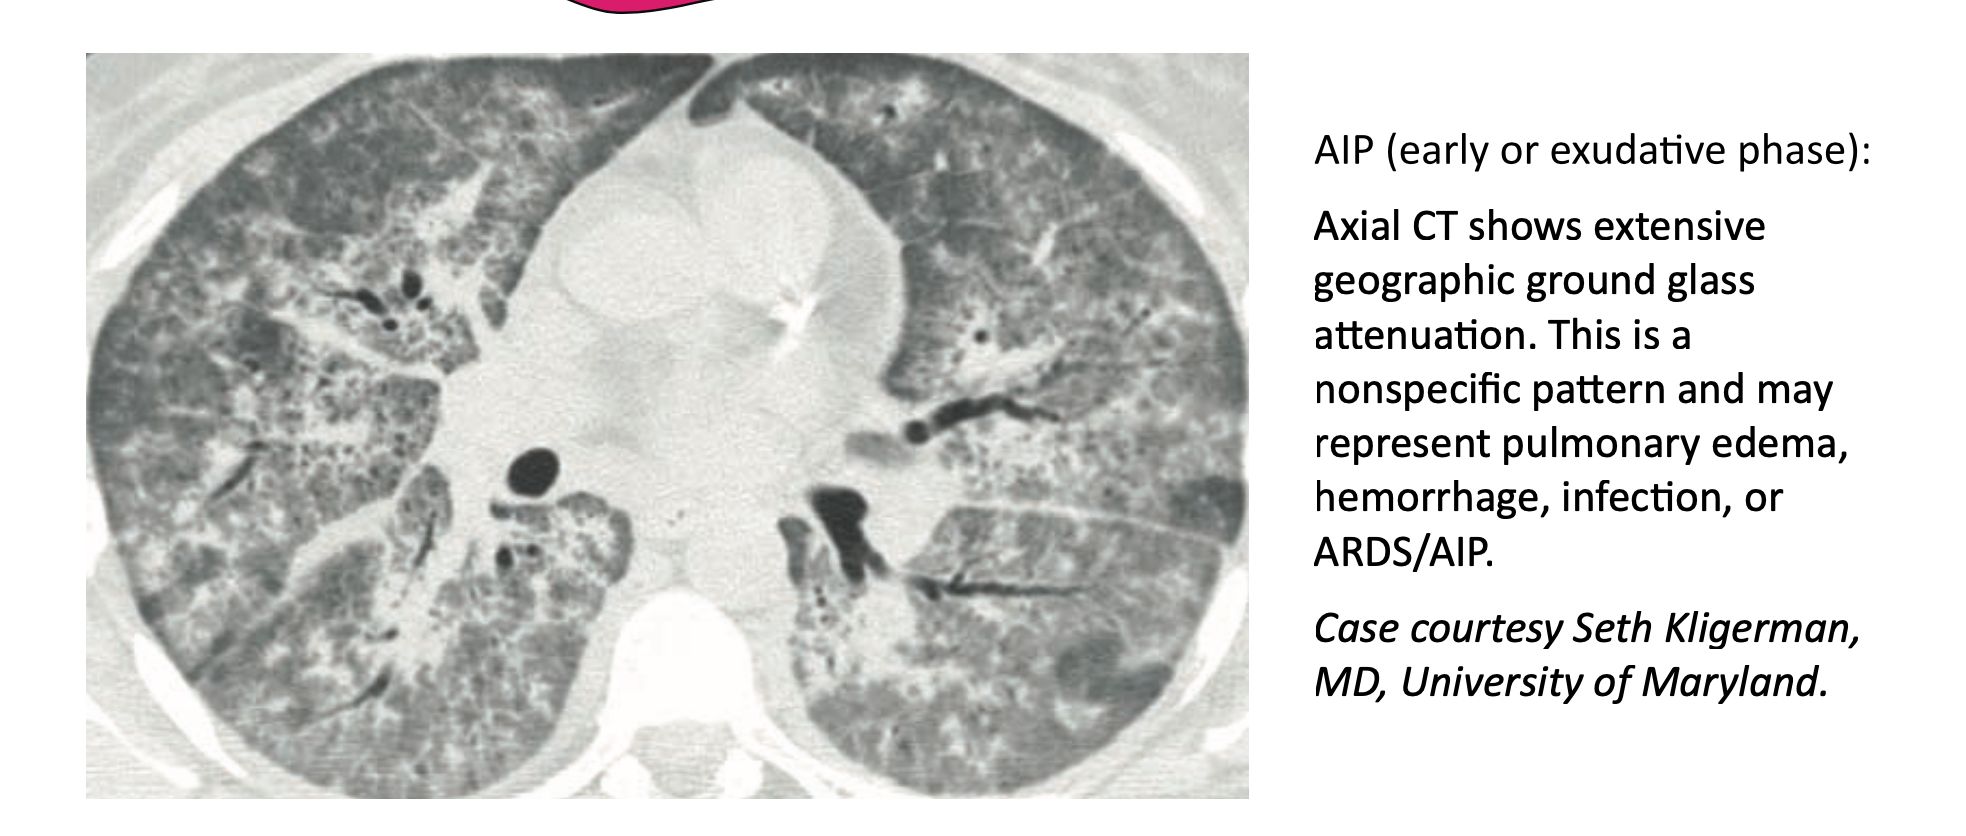 AIP (early or exudative phase):
Axial CT shows extensive
geographic ground glass
attenuation. This is a
nonspecific pattern and may
represent pulmonary edema,
hemorrhage, infection, or
ARDS/AIP.
Case courtesy Seth Kligerman,
MD, University of Maryland.